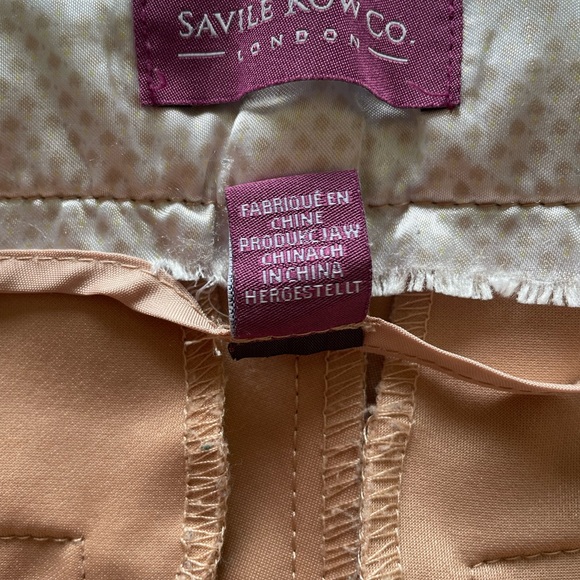 SAVILE ROW CO.
LONDON
FABRIQUÉ EN
CHINE
PRODUKCJA W
CHINACH
IN CHINA
HERGESTELLT